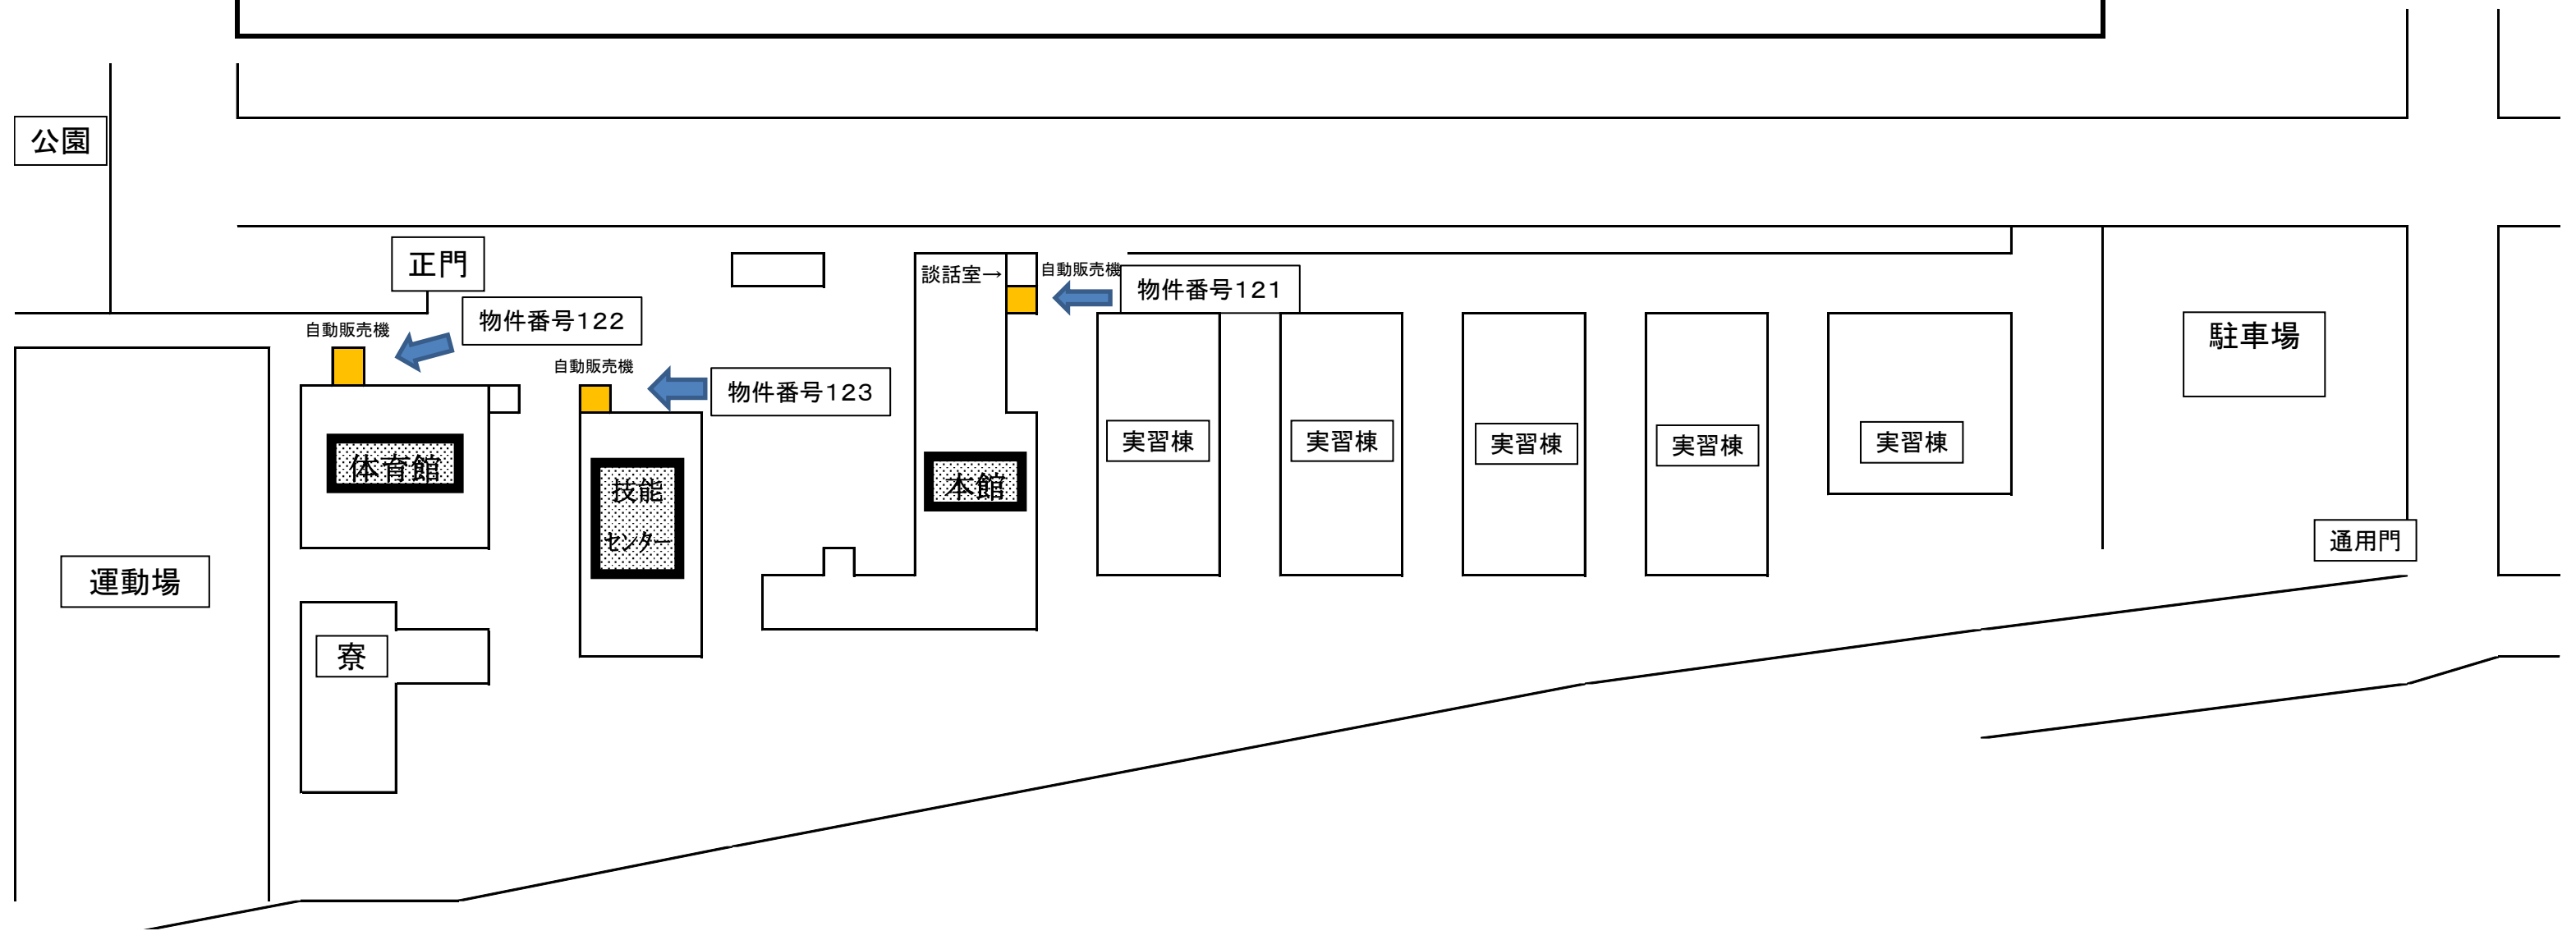 公園
正門
談話室→
自動販売機
物件番号121
物件番号122
自動販売機
自動販売機
物件番号123
駐車場
体育館
技能
センター
本館
実習棟
実習棟
実習棟
実習棟
実習棟
通用門
運動場
寮